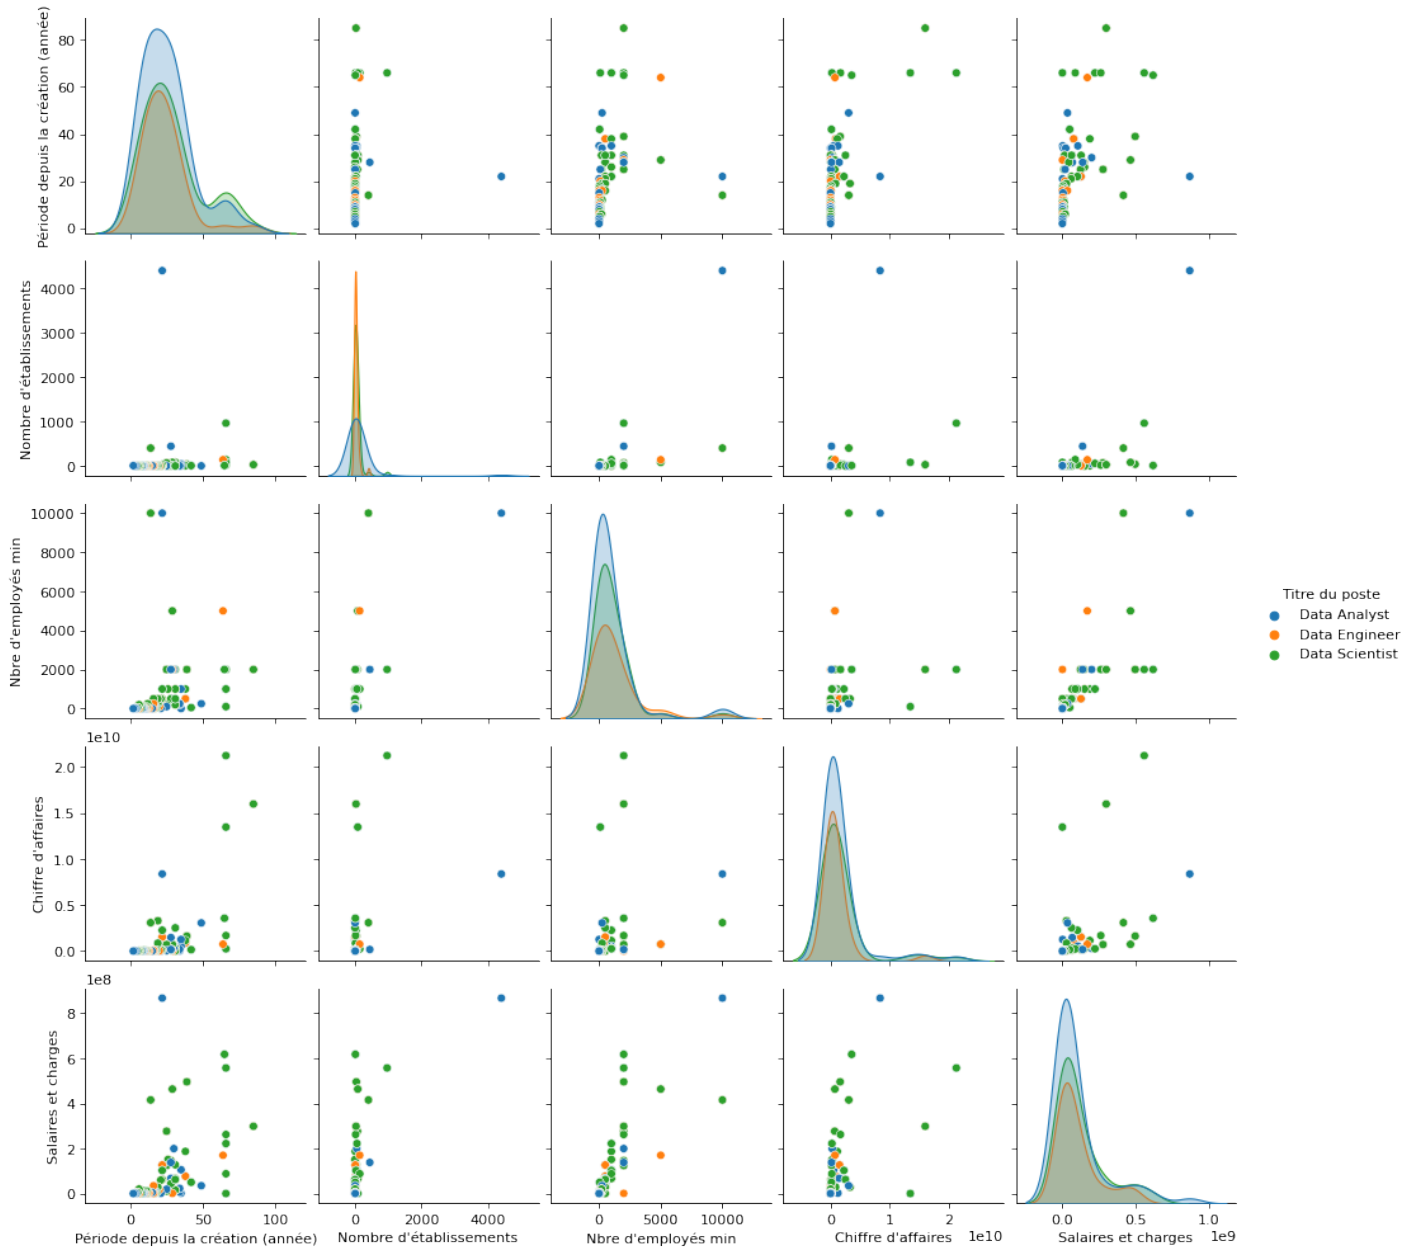 Période depuis la création (année)
80
60
40
20
0
Nombre d'établissements
4000
3000
2000
1000
0
Nbre d'employés min
10000
8000
6000
4000
2000
0
1e10
Chiffre d'affaires
2.0
1.5
1.0
0.5
0.0
1e8
Salaires et charges
8
6
4
2
0
0 50 100
Période depuis la création (année)
0 2000 4000
Nombre d'établissements
0 5000 10000
Nbre d'employés min
0 1 2
Chiffre d'affaires 1e10
0.0 0.5 1.0
Salaires et charges 1e9
Titre du poste
Data Analyst
Data Engineer
Data Scientist